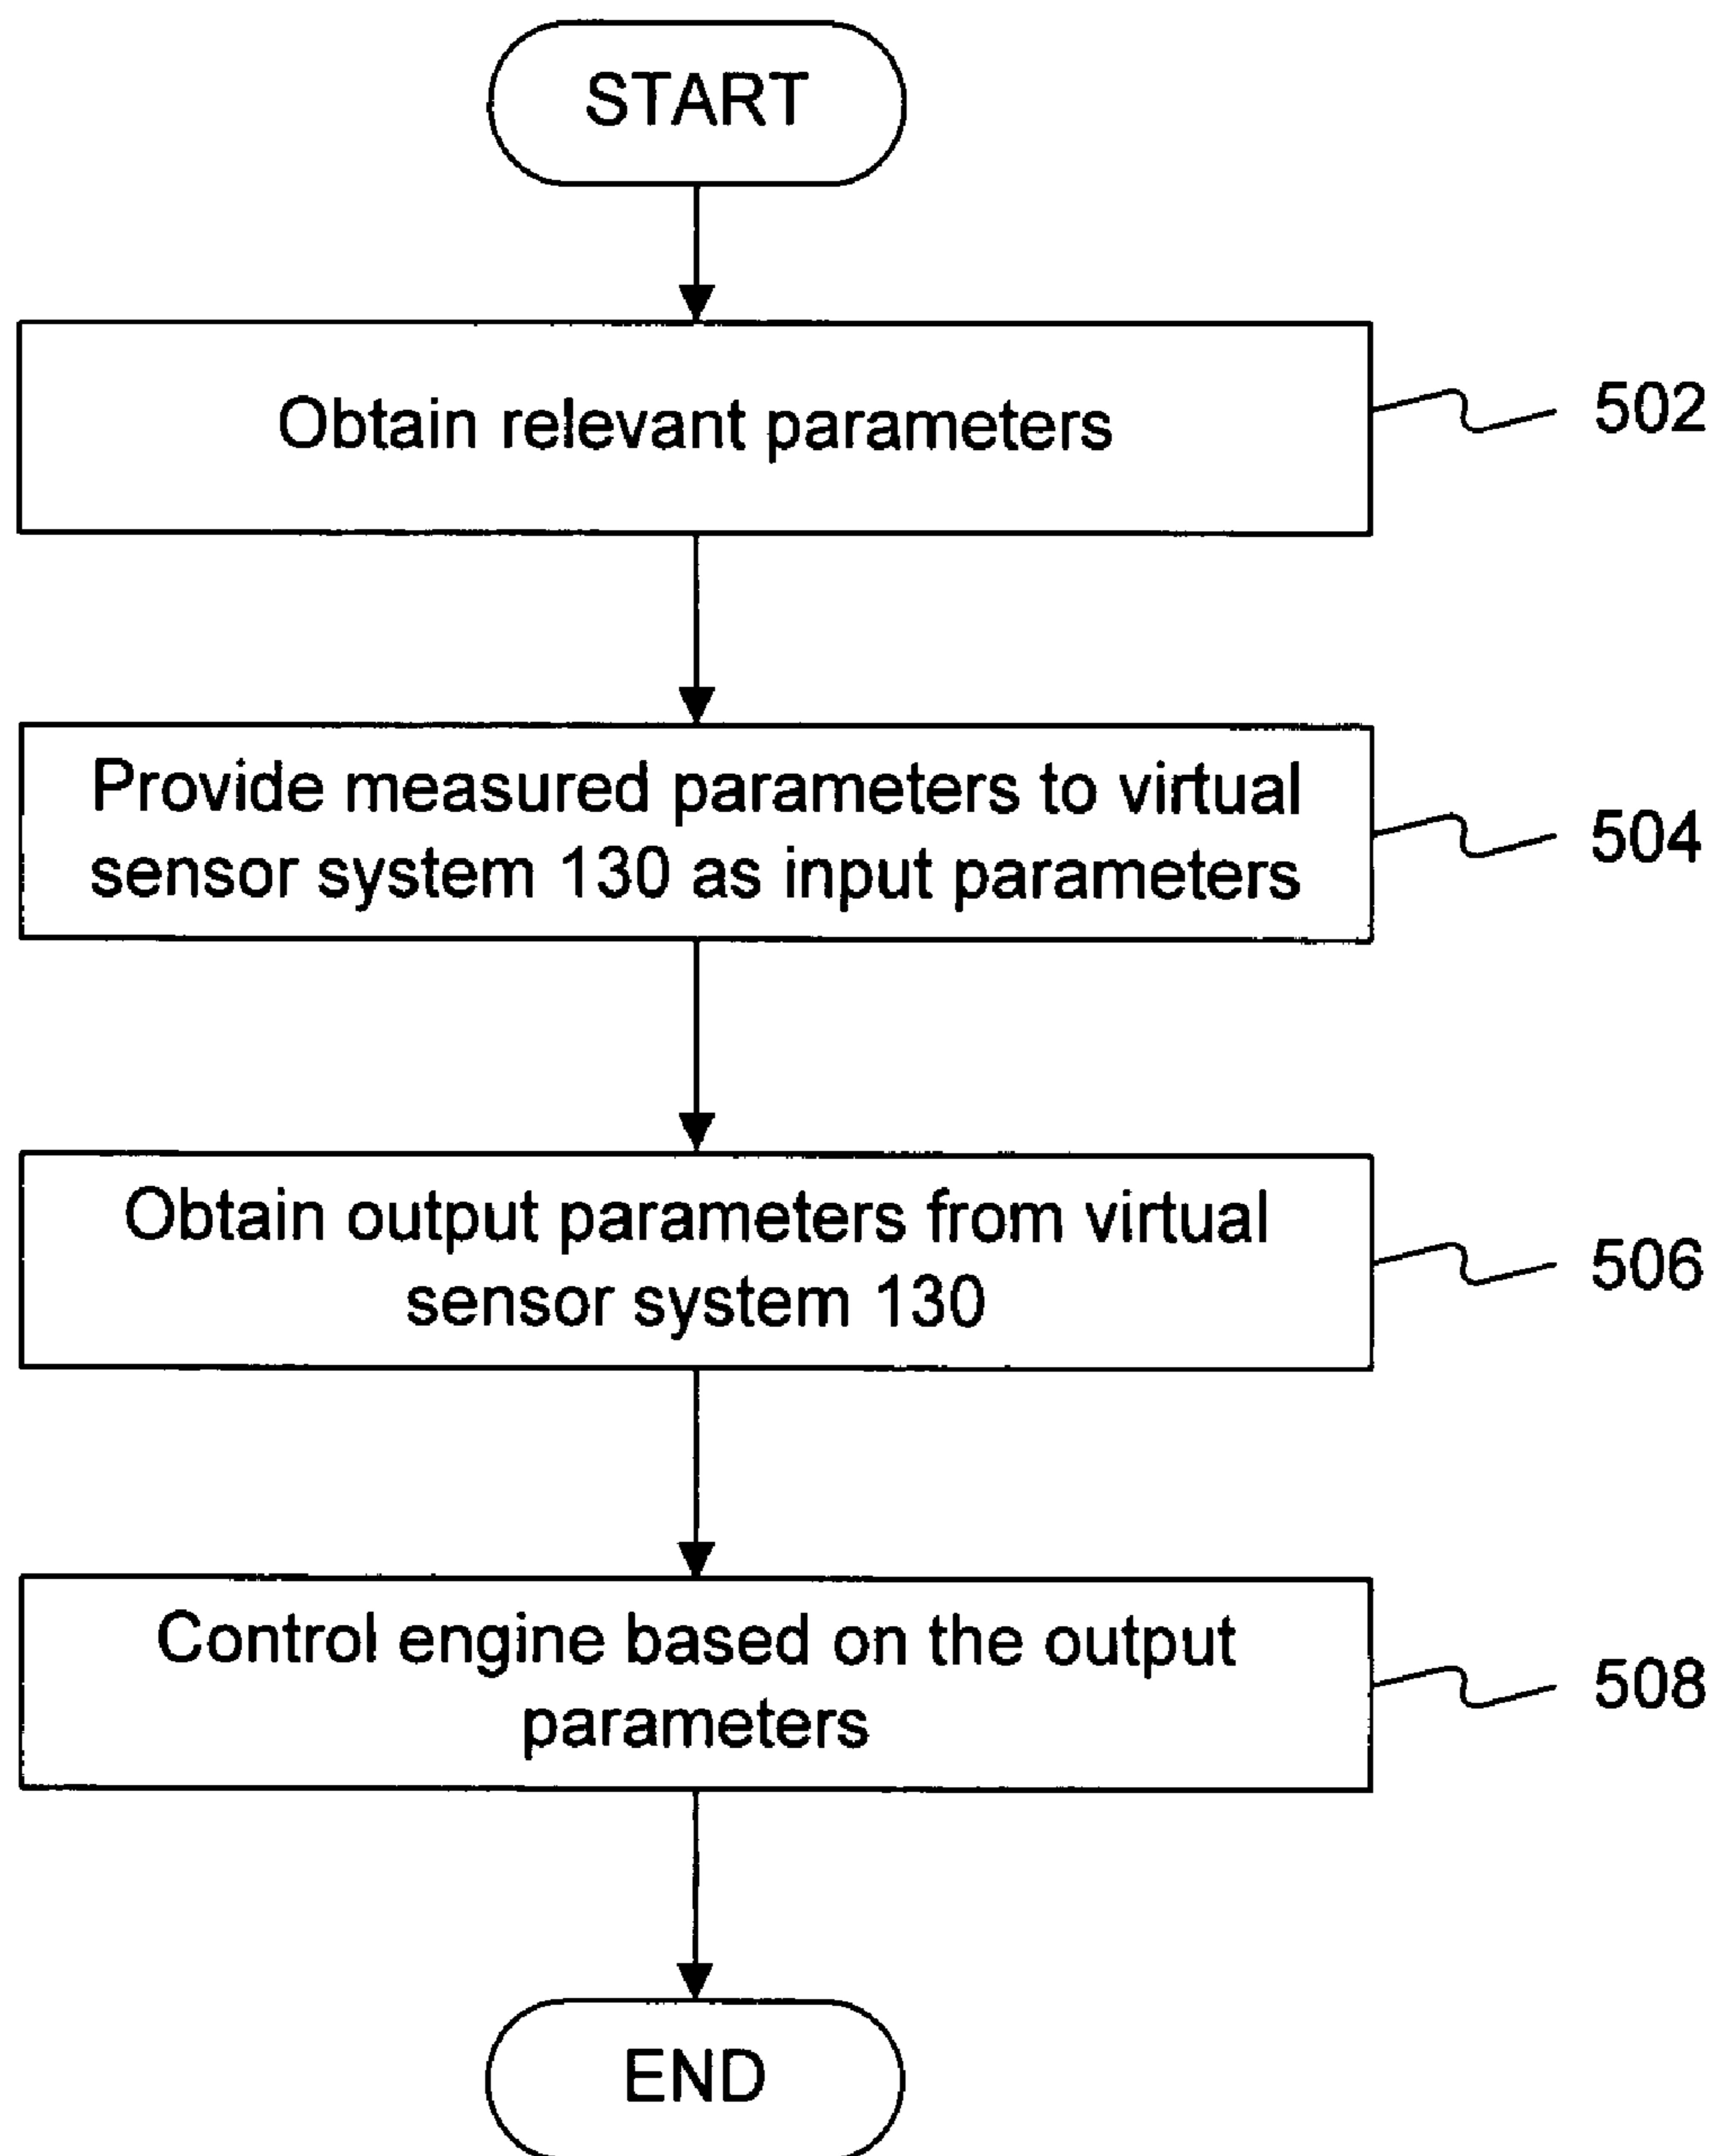 START
Obtain relevant parameters
502
Provide measured parameters to virtual
sensor system 130 as input parameters
504
Obtain output parameters from virtual
sensor system 130
506
Control engine based on the output
parameters
508
END